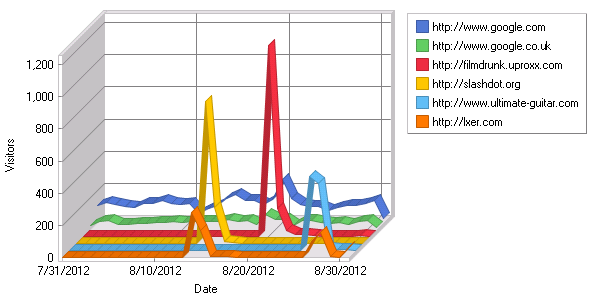 http://www.google.com
http://www.google.co.uk
http://filmdrunk.uproxx.com
http://slashdot.org
http://www.ultimate-guitar.com
http://lxer.com
Visitors
1,200
1,000
800
600
400
200
0
7/31/2012 8/10/2012 8/20/2012 8/30/2012
Date